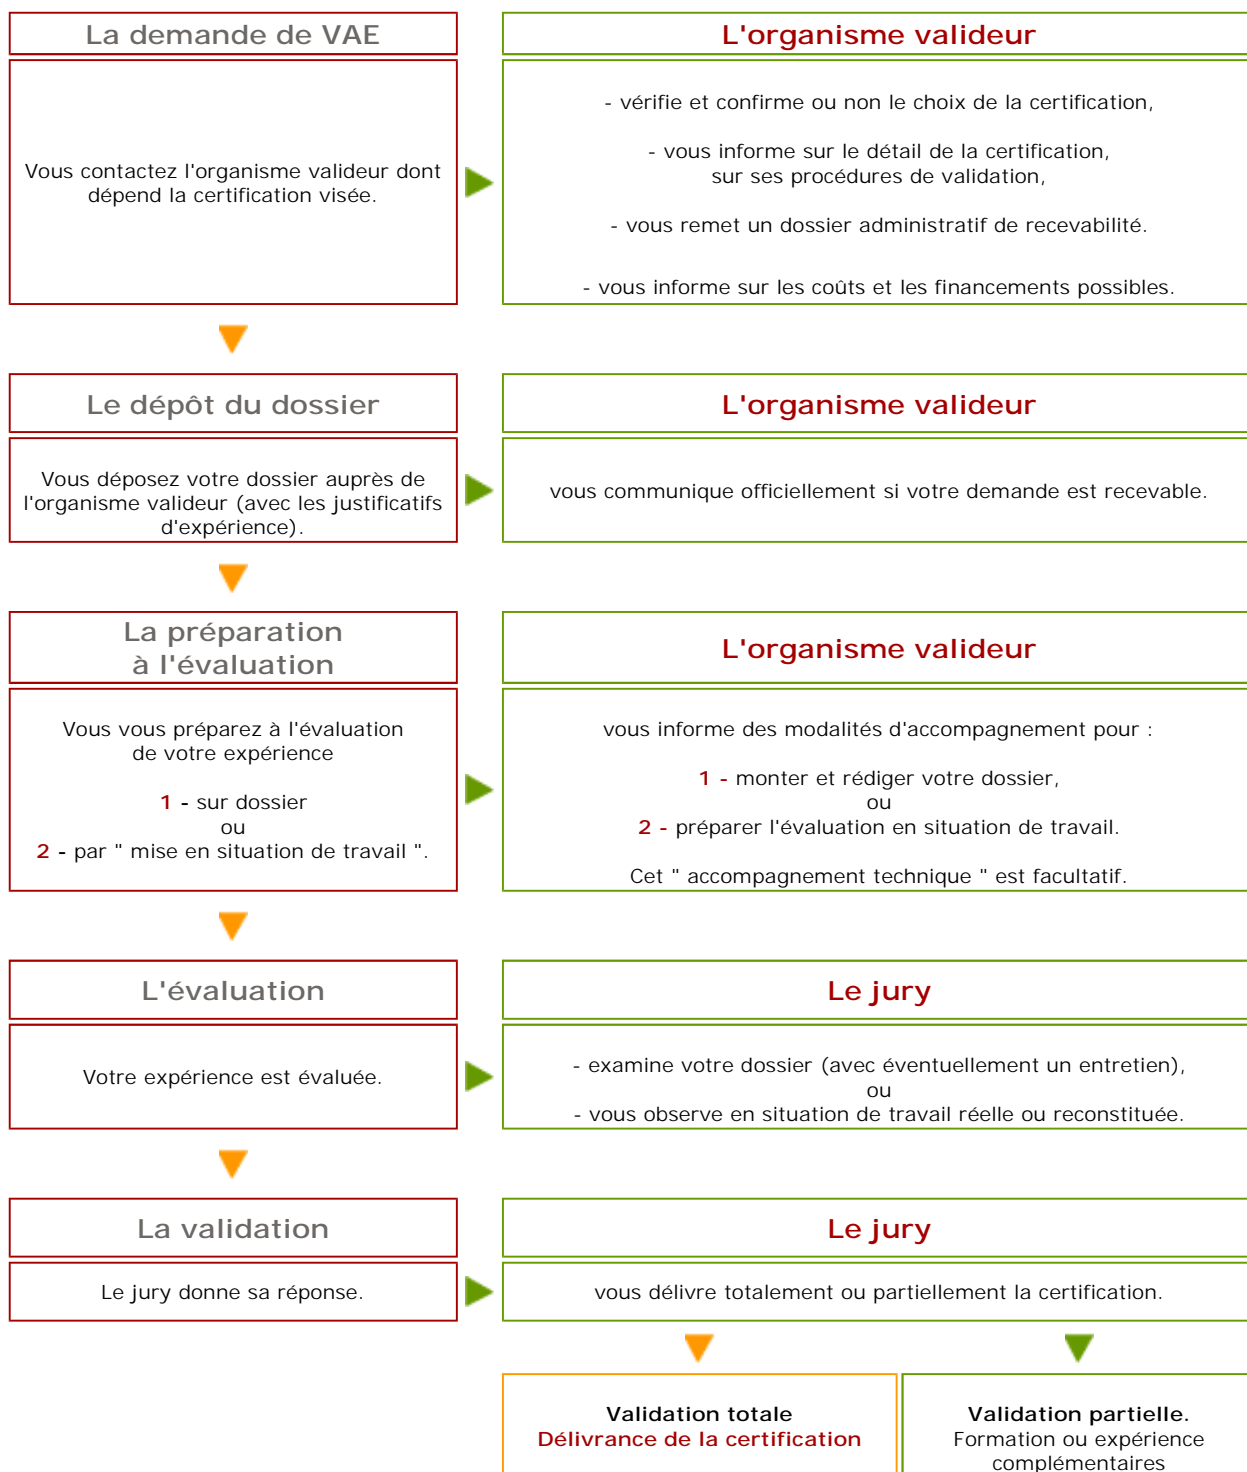 La demande de VAE
L'organisme valideur
Vous contactez l'organisme valideur dont
dépend la certification visée.
- vérifie et confirme ou non le choix de la certification,
- vous informe sur le détail de la certification,
sur ses procédures de validation,
- vous remet un dossier administratif de recevabilité.
- vous informe sur les coûts et les financements possibles.
Le dépôt du dossier
L'organisme valideur
Vous déposez votre dossier auprès de
l'organisme valideur (avec les justificatifs
d'expérience).
vous communique officiellement si votre demande est recevable.
La préparation
à l'évaluation
L'organisme valideur
Vous vous préparez à l'évaluation
de votre expérience
1 - sur dossier
ou
2 - par " mise en situation de travail ".
vous informe des modalités d'accompagnement pour :
1 - monter et rédiger votre dossier,
ou
2 - préparer l'évaluation en situation de travail.
Cet " accompagnement technique " est facultatif.
L'évaluation
Le jury
Votre expérience est évaluée.
- examine votre dossier (avec éventuellement un entretien),
ou
- vous observe en situation de travail réelle ou reconstituée.
La validation
Le jury
Le jury donne sa réponse.
vous délivre totalement ou partiellement la certification.
Validation totale
Délivrance de la certification
Validation partielle.
Formation ou expérience
complémentaires